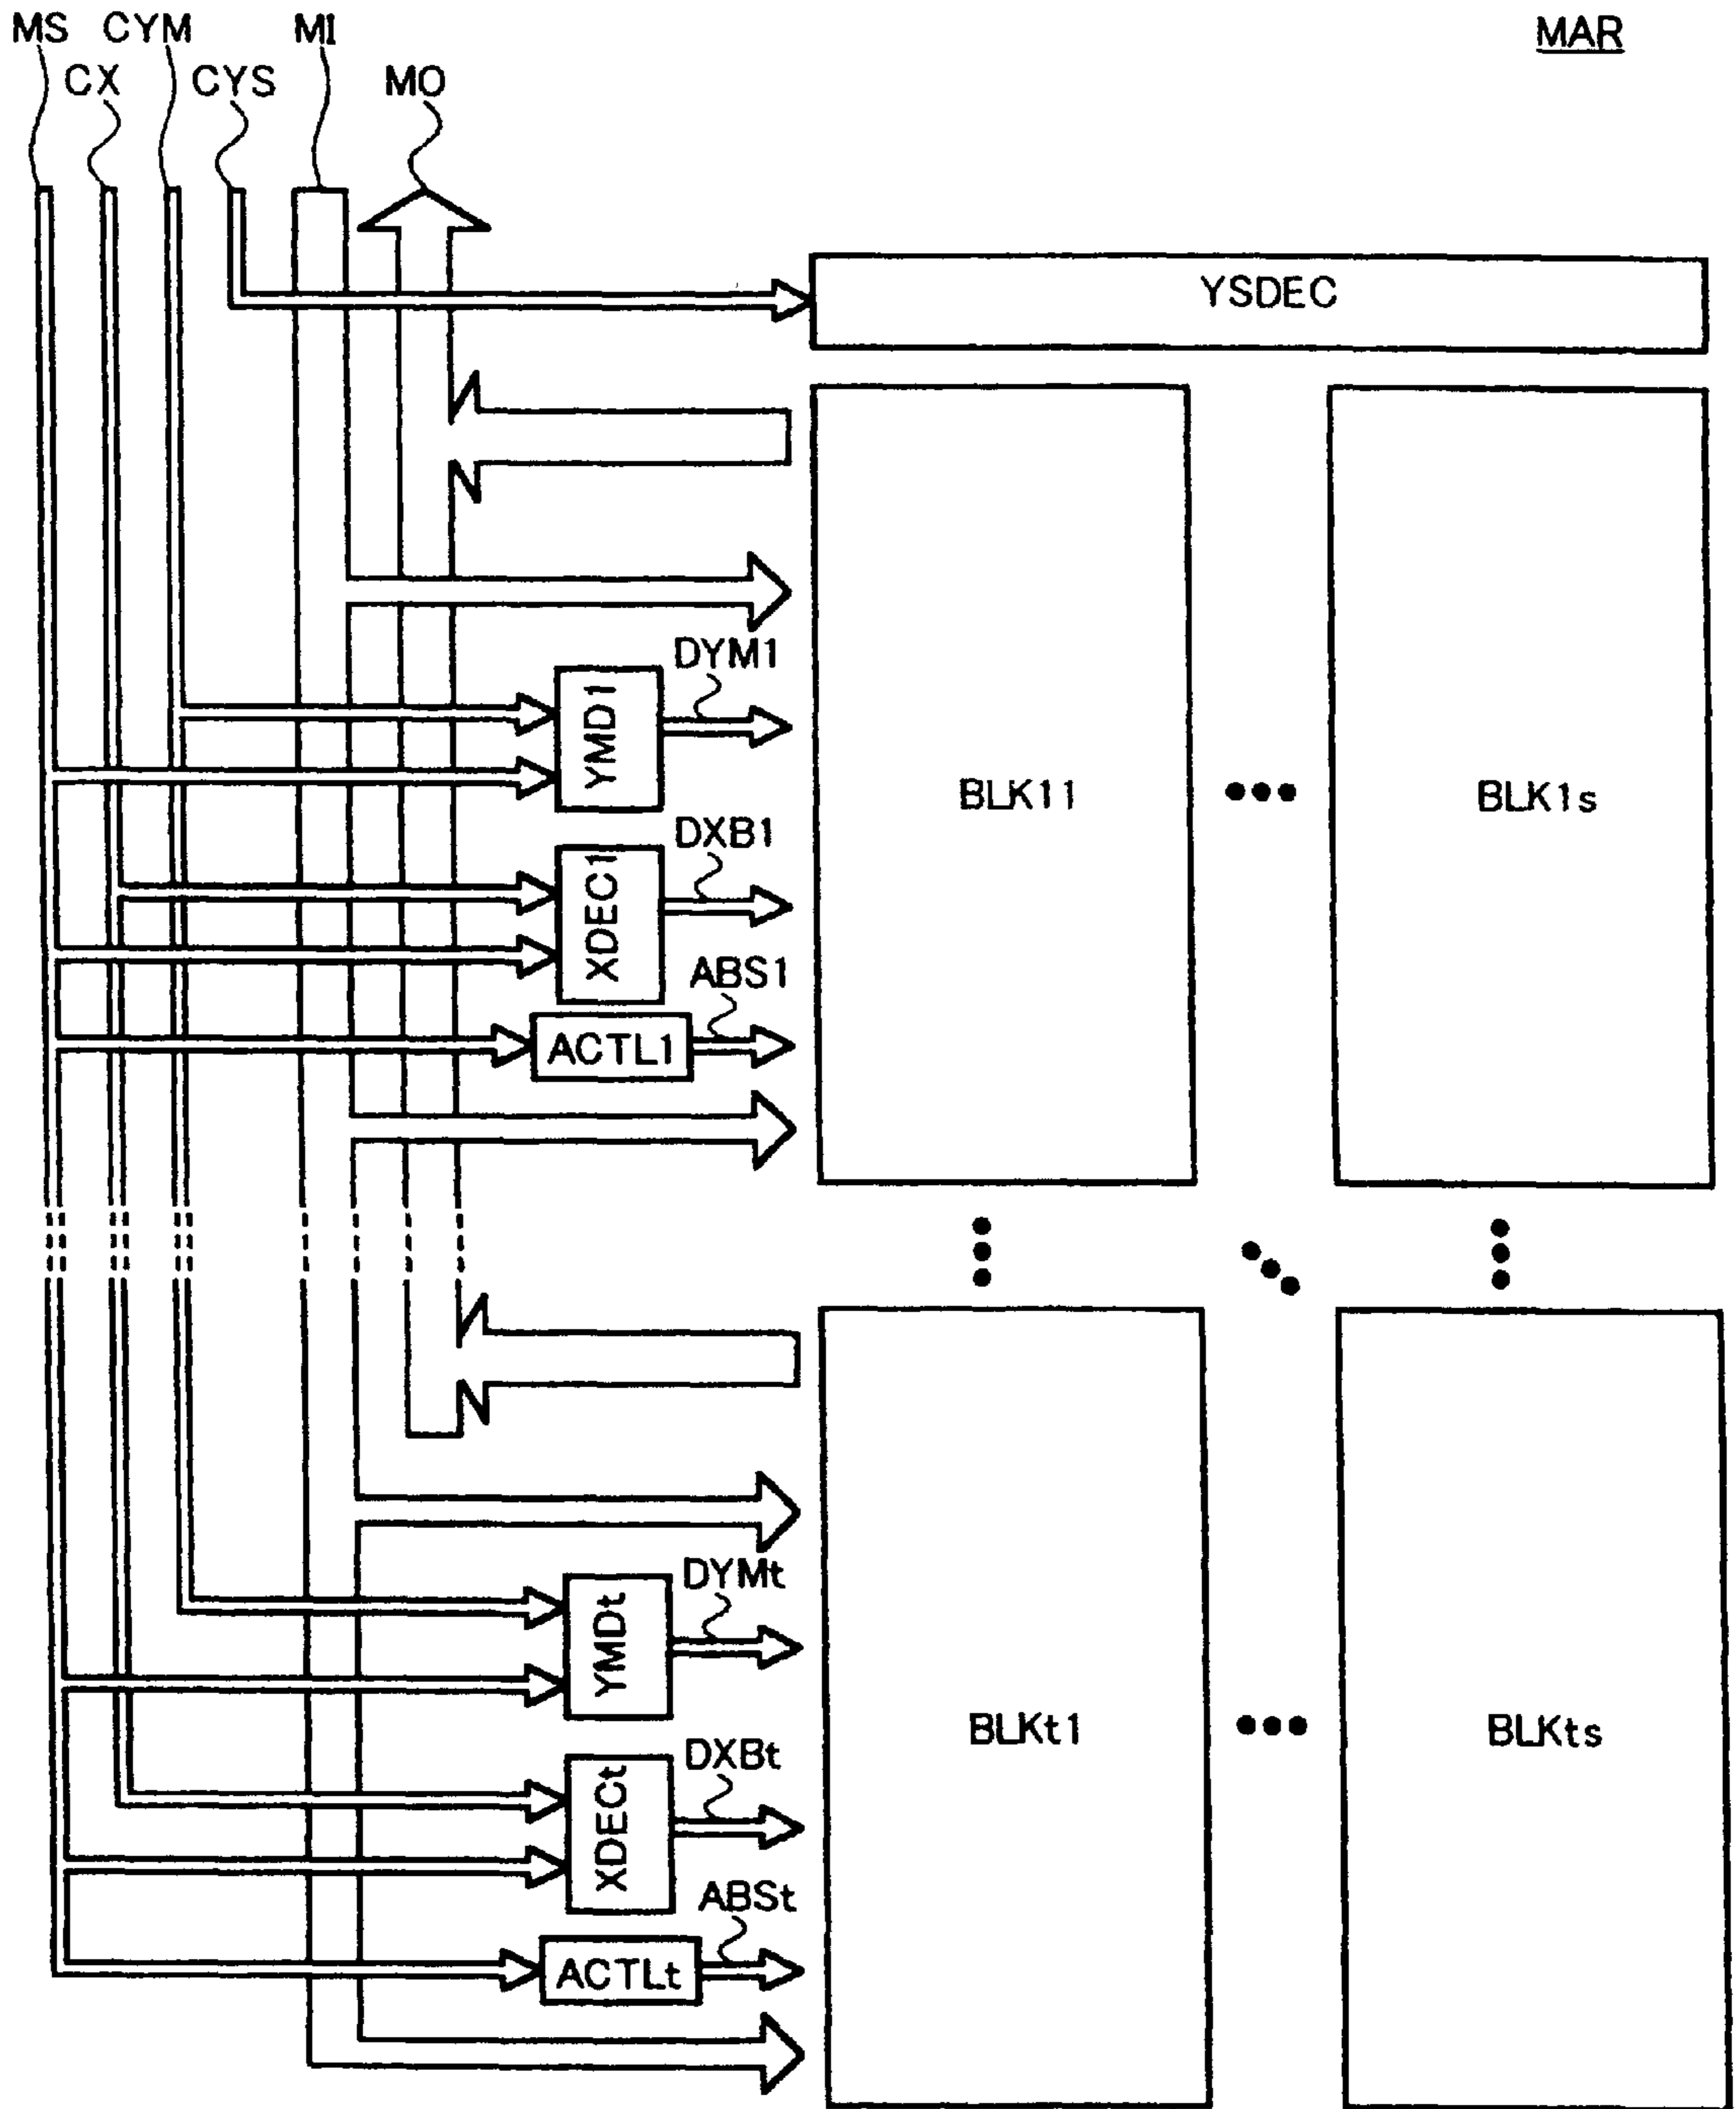 MS CYM MI MAR
CX CYS MO
YSDEC
DYM1
YMD1
BLK11
BLK1s
DXB1
XDEC1
ABS1
ACTL1
DYMt
YMDt
BLKt1
BLKts
DXBt
XDECt
ABSt
ACTLt